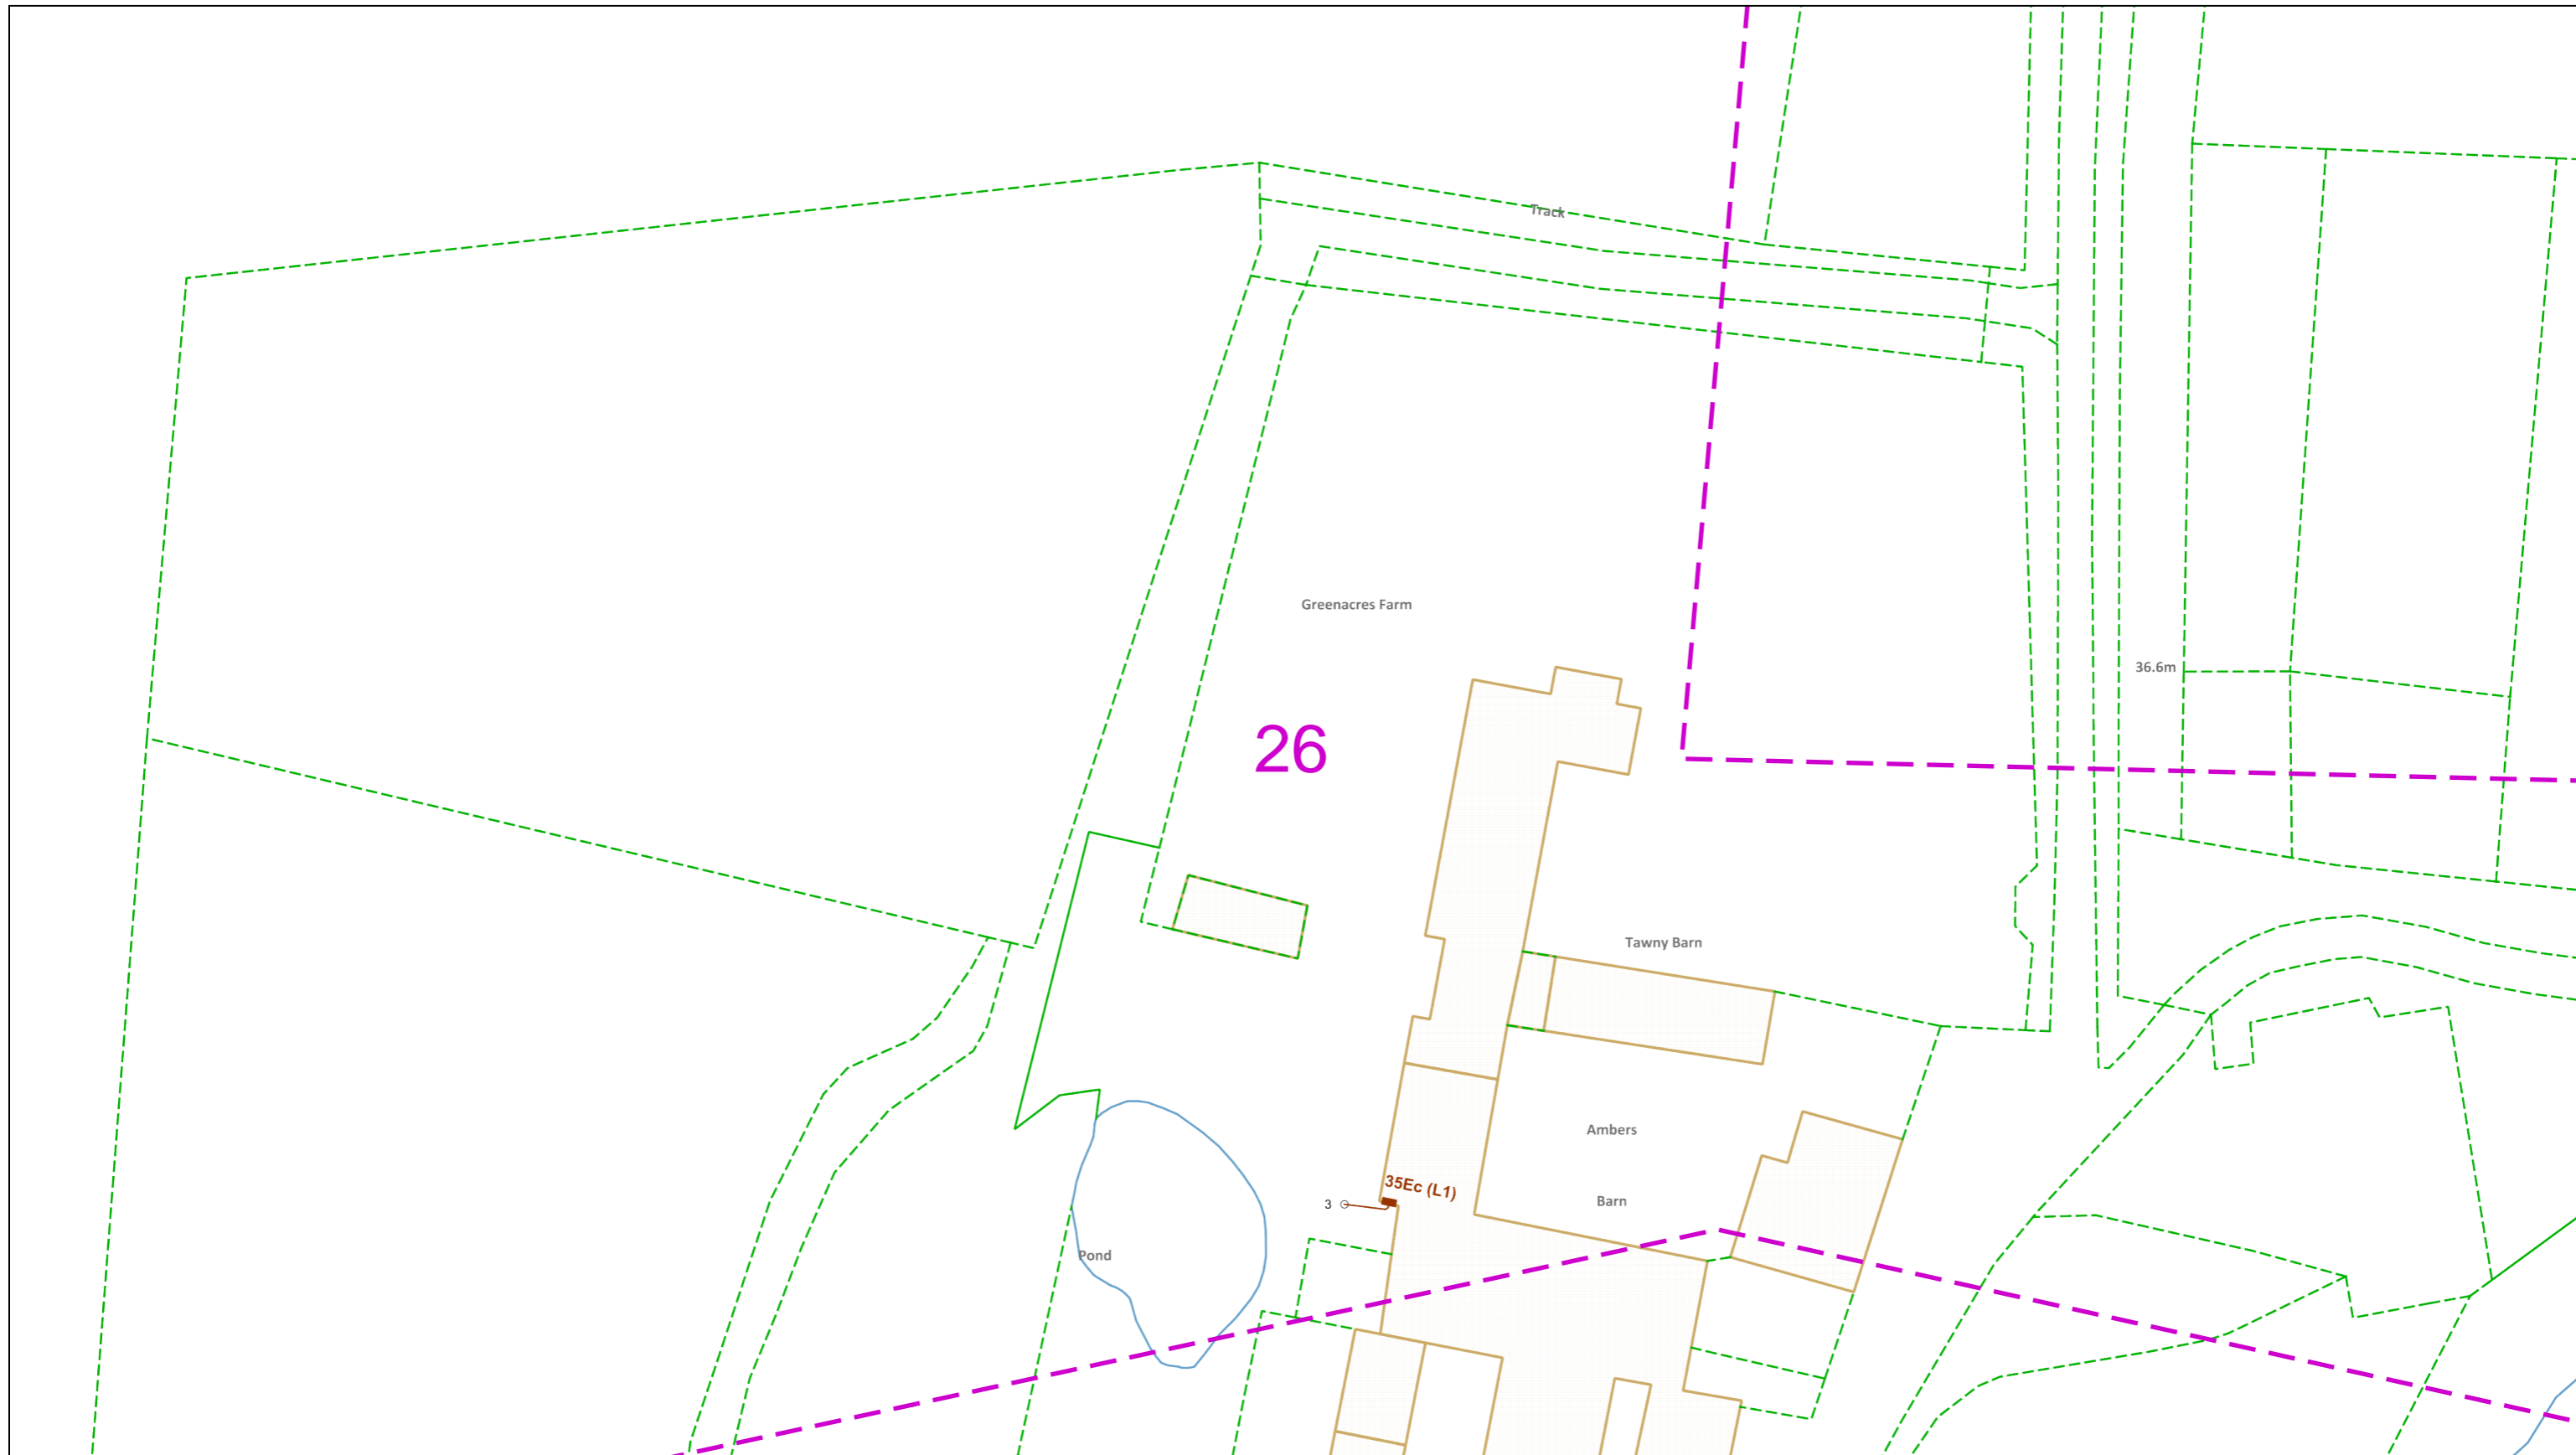 Track
Greenacres Farm
36.6m
26
Tawny Barn
Ambers
Barn
35Ec (L1)
3
Pond